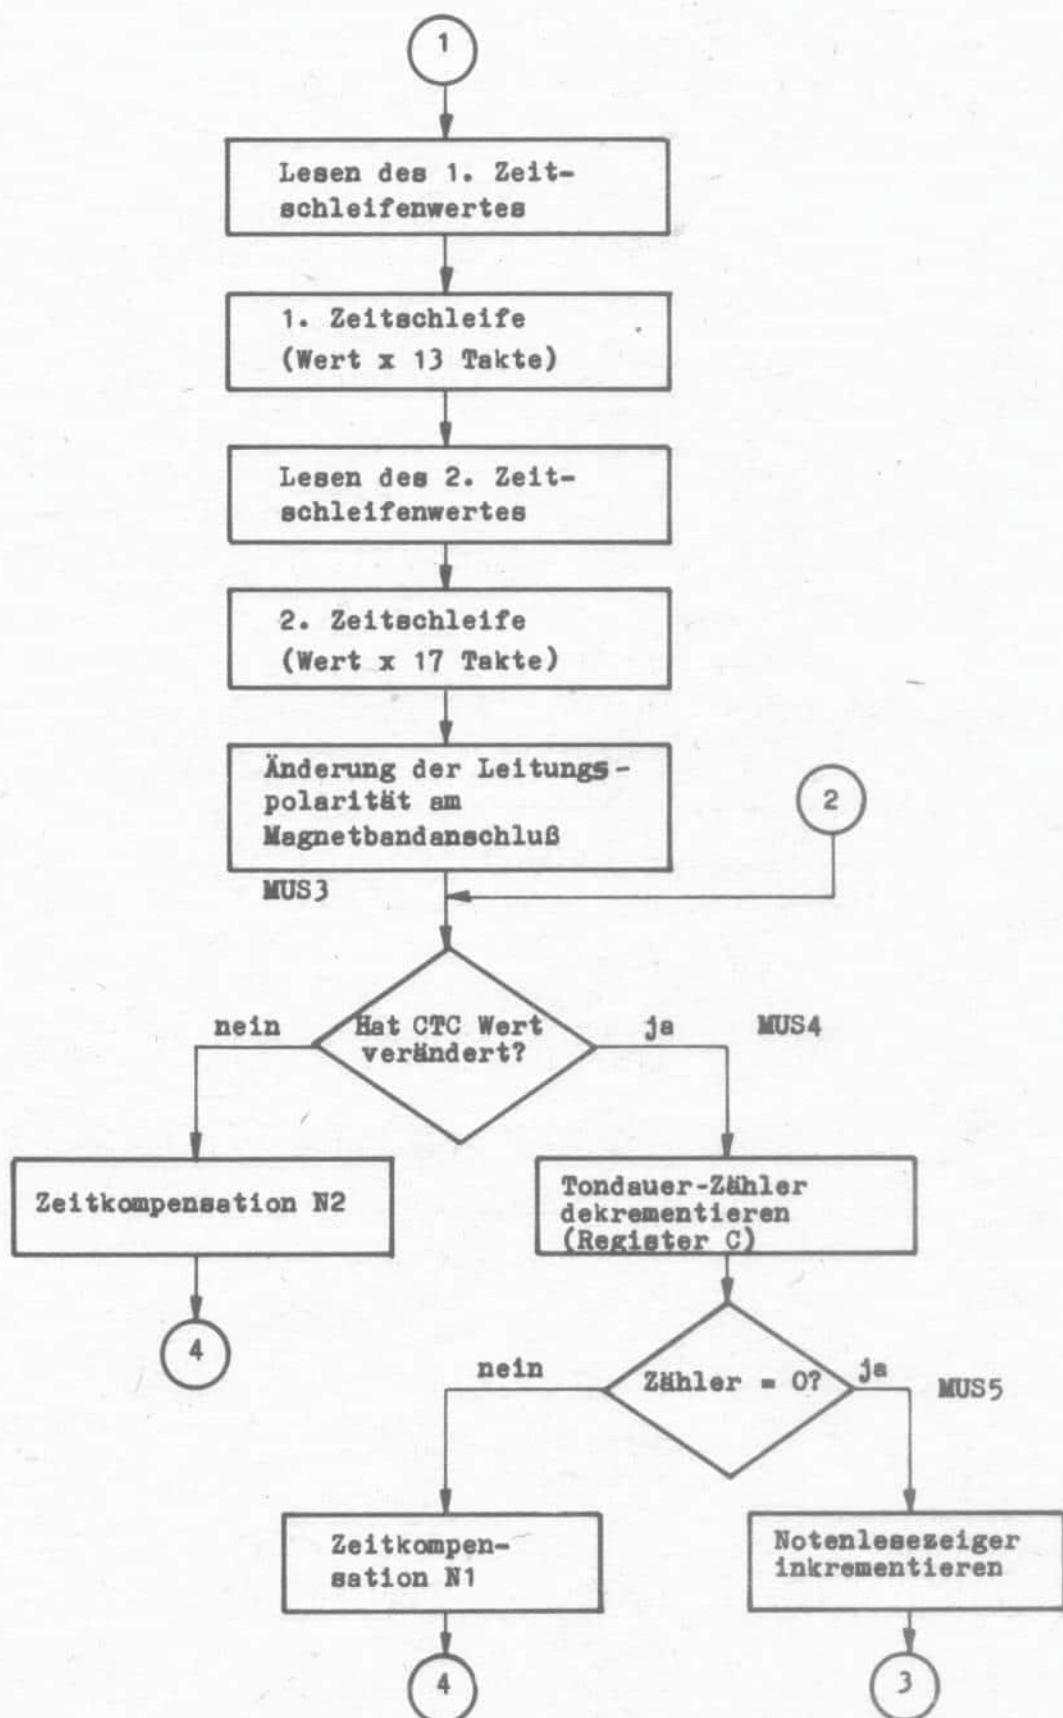 1
Lesen des 1. Zeit-
schleifenwertes
1. Zeitschleife
(Wert x 13 Takte)
Lesen des 2. Zeit-
schleifenwertes
2. Zeitschleife
(Wert x 17 Takte)
Änderung der Leitungs-
polarität am
Magnetbandanschluß
2
MUS3
nein
Hat CTC Wert
verändert?
ja
MUS4
Zeitkompensation N2
Tondauer-Zähler
dekrementieren
(Register C)
4
nein
Zähler = 0?
ja
MUS5
Zeitkompen-
sation N1
Notenlesezeiger
inkrementieren
4
3